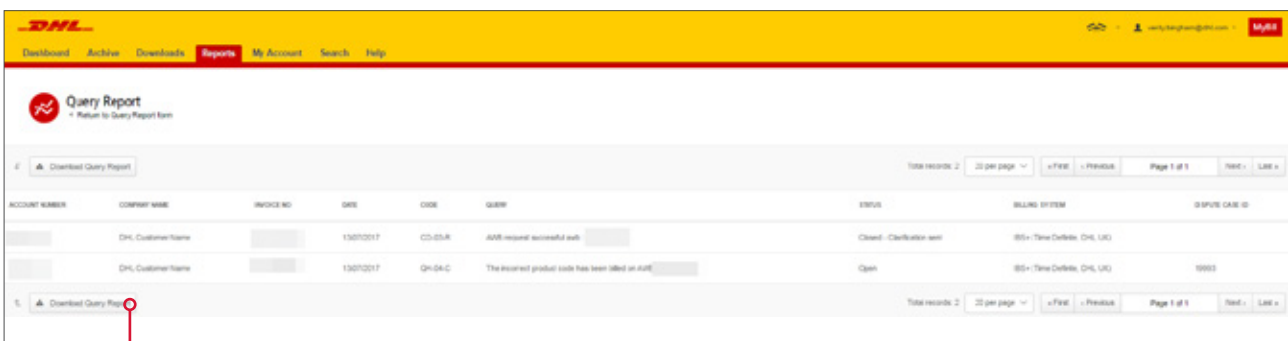 DHL
verity.bingham@dhl.com MyBill
Dashboard Archive Downloads Reports My Account Search Help
Query Report
Return to Query Report form
Download Query Report Total records: 2 20 per page « First ‹ Previous Page 1 of 1 Next › Last »
ACCOUNT NUMBER COMPANY NAME INVOICE NO DATE CODE QUERY STATUS BILLING SYSTEM DISPUTE CASE ID
DHL Customer Name 13/07/2017 CO-03-R AWB request successful awb Closed - Clarification sent IBS+ (Time Definite, DHL UK)
DHL Customer Name 13/07/2017 QH-04-C The incorrect product code has been billed on AWB Open IBS+ (Time Definite, DHL UK)
Download Query Report Total records: 2 20 per page « First ‹ Previous Page 1 of 1 Next › Last »